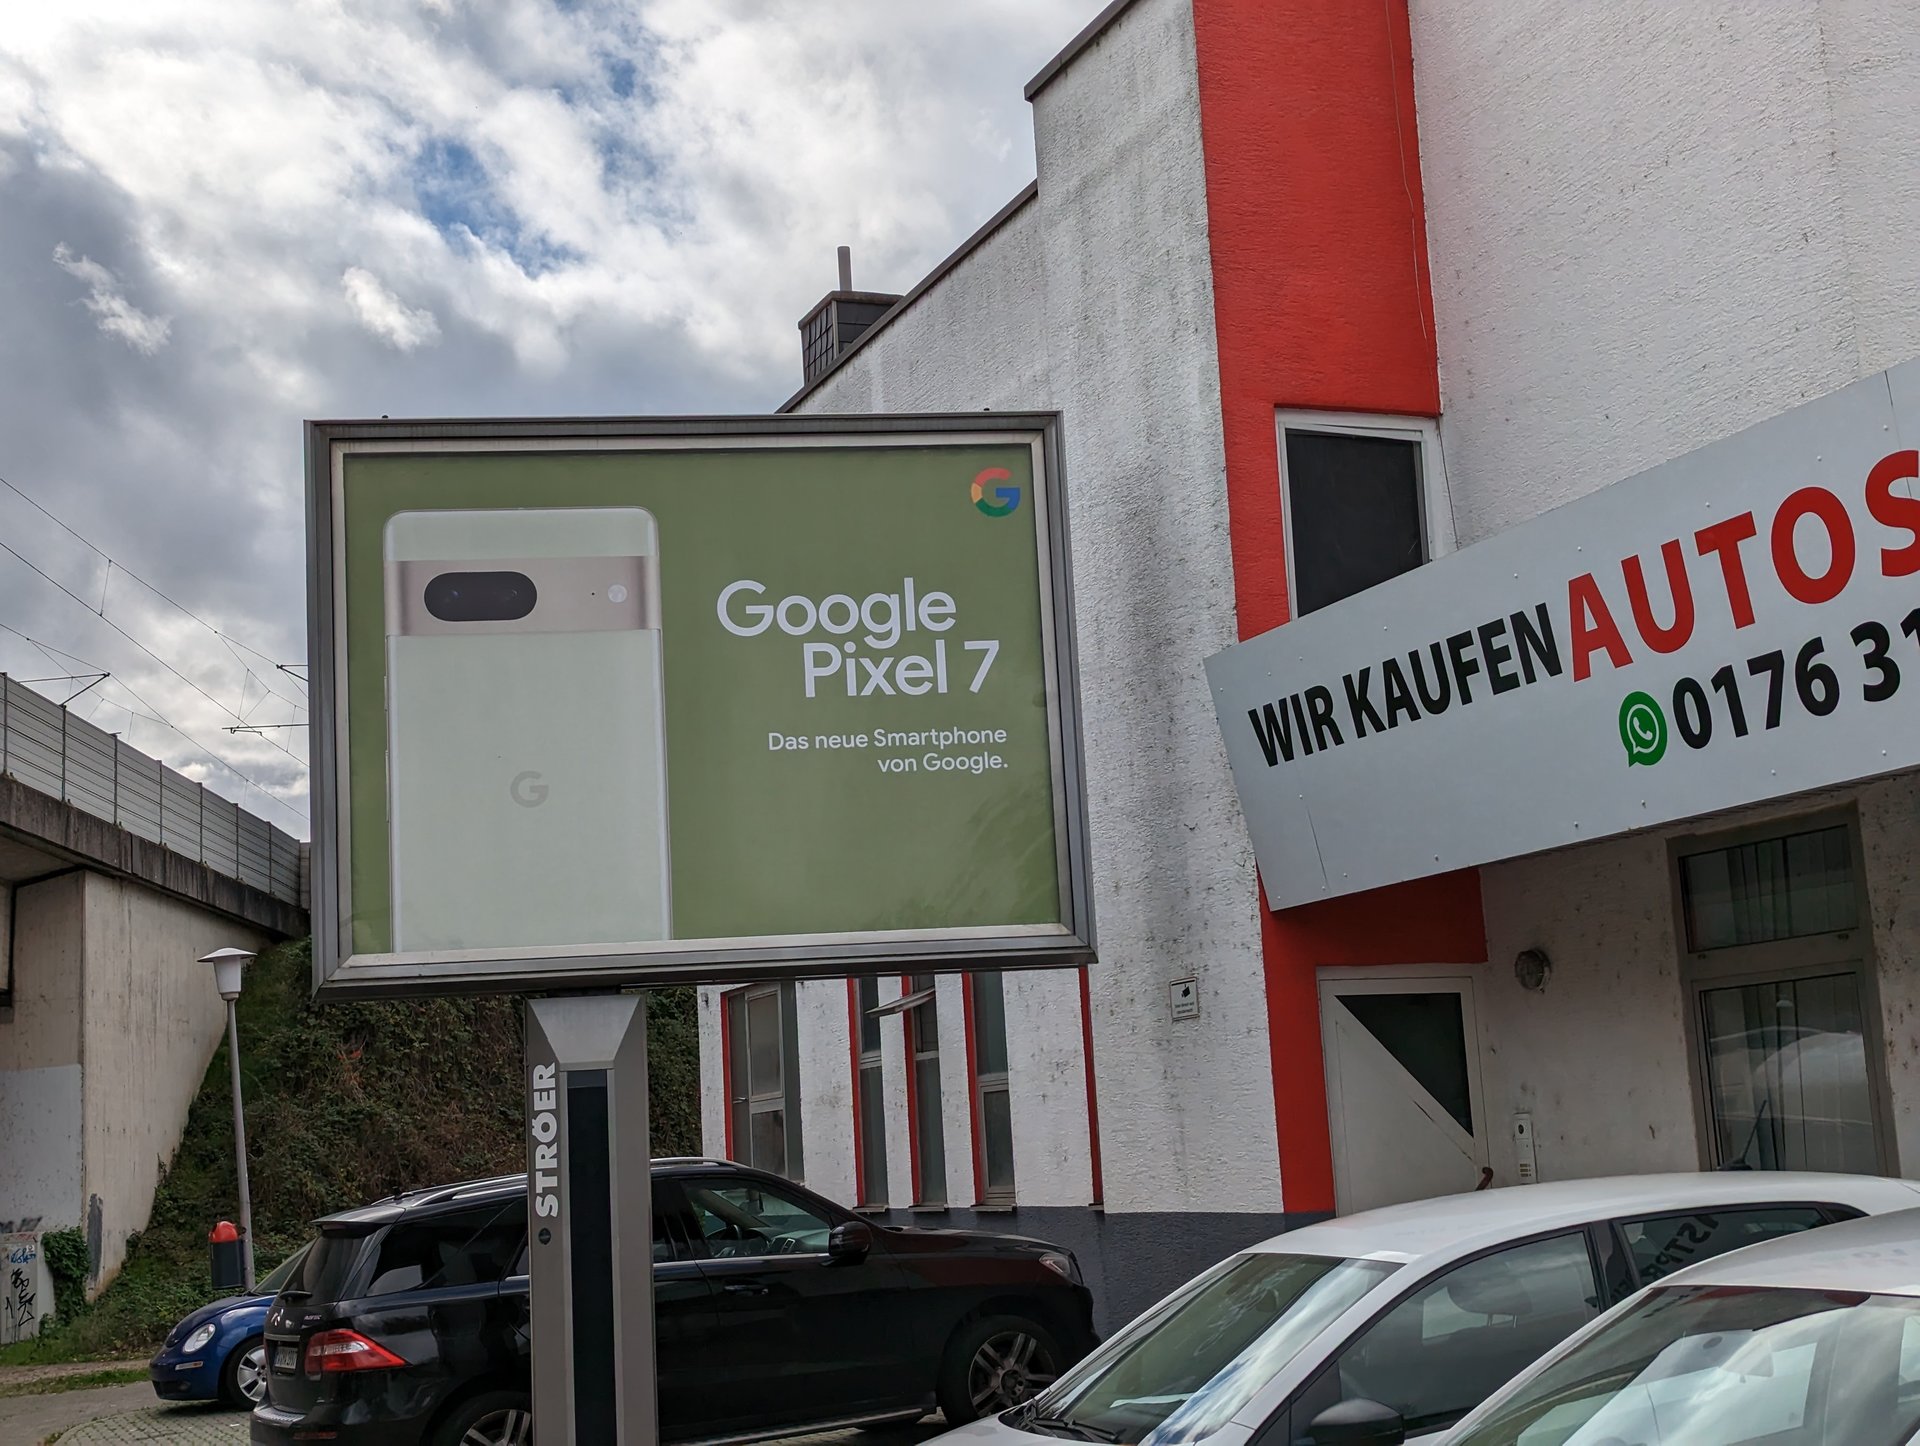 Google
Pixel 7
Das neue Smartphone
von Google.
STRÖER
WIR KAUFEN AUTOS
0176 31